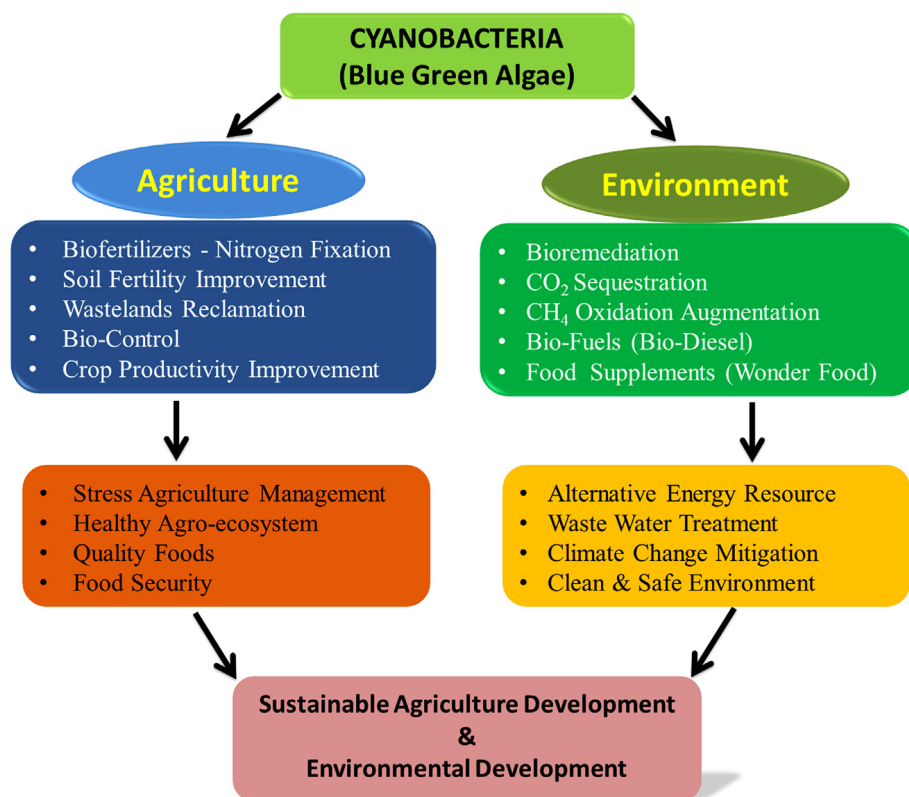 CYANOBACTERIA
(Blue Green Algae)
Agriculture
Environment
• Biofertilizers - Nitrogen Fixation
• Soil Fertility Improvement
• Wastelands Reclamation
• Bio-Control
• Crop Productivity Improvement
• Bioremediation
• CO₂ Sequestration
• CH₄ Oxidation Augmentation
• Bio-Fuels (Bio-Diesel)
• Food Supplements (Wonder Food)
• Stress Agriculture Management
• Healthy Agro-ecosystem
• Quality Foods
• Food Security
• Alternative Energy Resource
• Waste Water Treatment
• Climate Change Mitigation
• Clean & Safe Environment
Sustainable Agriculture Development
&
Environmental Development